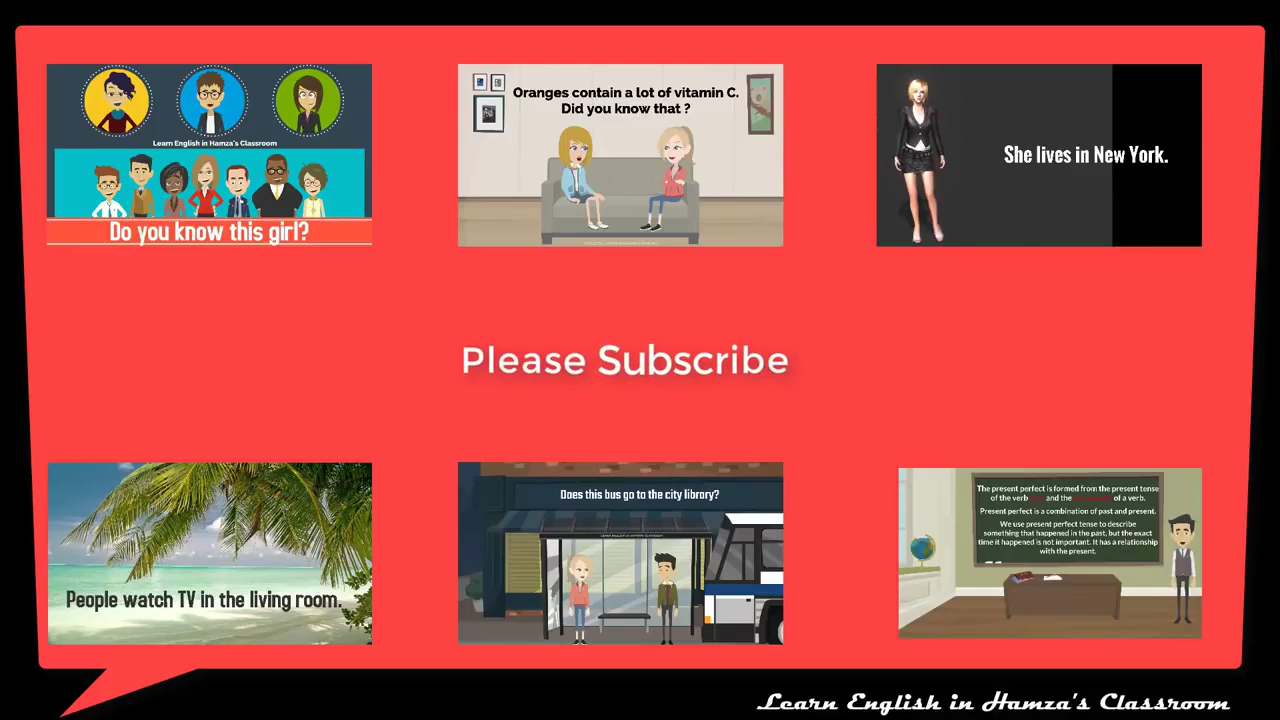 Learn English in Hamza's Classroom
Do you know this girl?
Oranges contain a lot of vitamin C.
Did you know that ?
She lives in New York.
Please Subscribe
People watch TV in the living room.
Does this bus go to the city library?
The present perfect is formed from the present tense
of the verb and the of a verb.
Present perfect is a combination of past and present.
We use present perfect tense to describe
something that happened in the past, but the exact
time it happened is not important. It has a relationship
with the present.
Learn English in Hamza's Classroom